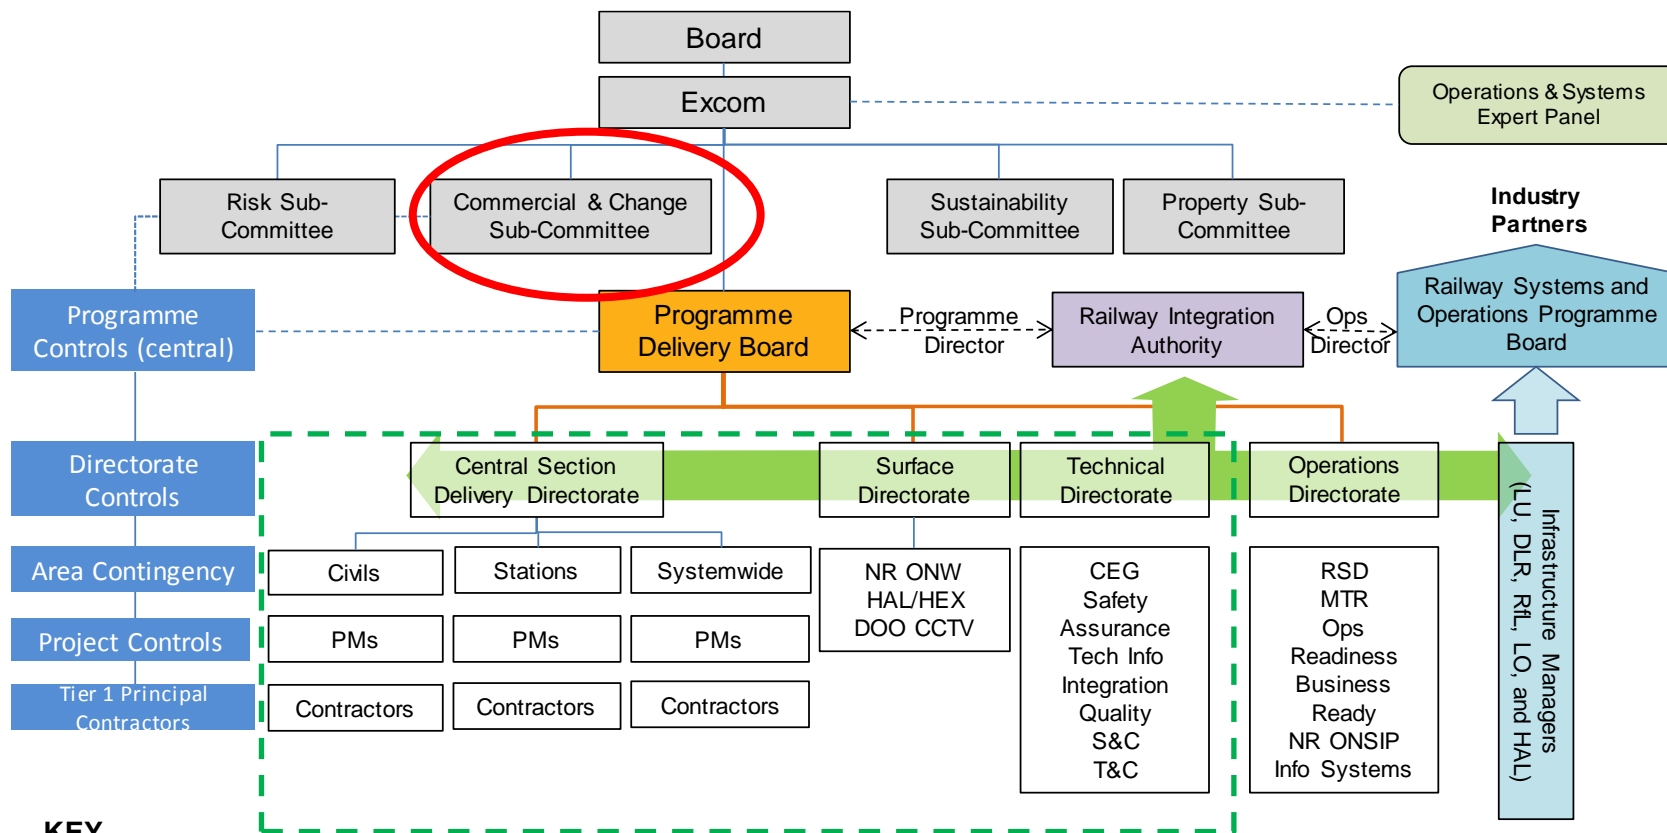 Board
Excom
Operations & Systems
Expert Panel
Risk Sub-
Committee
Commercial & Change
Sub-Committee
Sustainability
Sub-Committee
Property Sub-
Committee
Industry
Partners
Programme
Controls (central)
Programme
Delivery Board
Programme
Director
Railway Integration
Authority
Ops
Director
Railway Systems and
Operations Programme
Board
Directorate
Controls
Central Section
Delivery Directorate
Surface
Directorate
Technical
Directorate
Operations
Directorate
Infrastructure Managers
(LU, DLR, RfL, LO, and HAL)
Area Contingency
Civils
Stations
Systemwide
NR ONW
HAL/HEX
DOO CCTV
CEG
Safety
Assurance
Tech Info
Integration
Quality
S&C
T&C
RSD
MTR
Ops
Readiness
Business
Ready
NR ONSIP
Info Systems
Project Controls
PMs
PMs
PMs
Tier 1 Principal
Contractors
Contractors
Contractors
Contractors
KEY